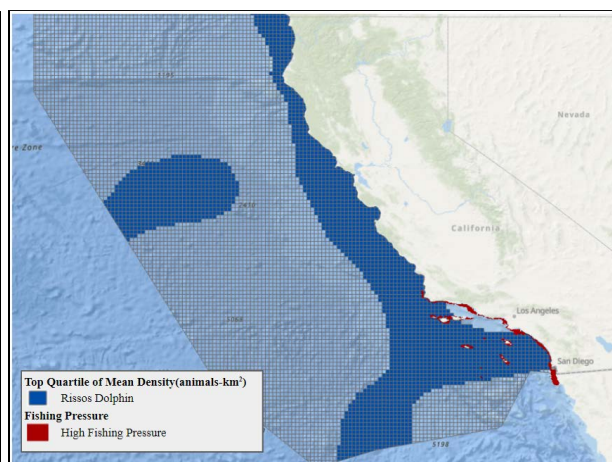 Nevada
e Zone
California
Los Angeles
San Diego
5198
Top Quartile of Mean Density(animals-km²)
Rissos Dolphin
Fishing Pressure
High Fishing Pressure